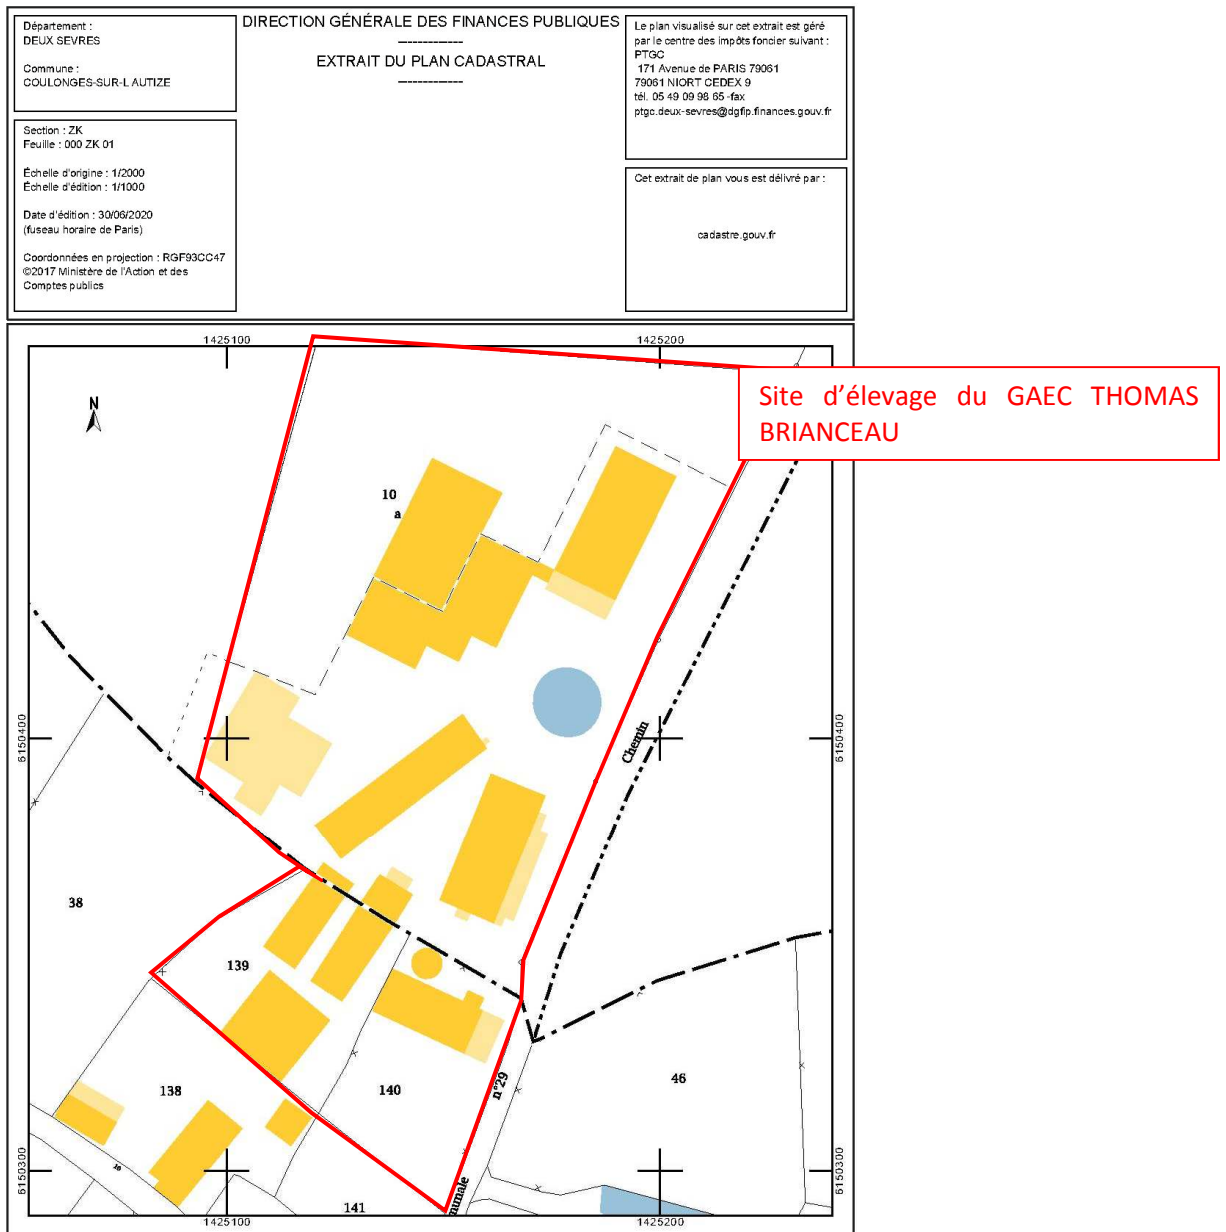 Département :
DEUX SEVRES
Commune :
COULONGES-SUR-L AUTIZE
Section : ZK
Feuille : 000 ZK 01
Échelle d'origine : 1/2000
Échelle d'édition : 1/1000
Date d'édition : 30/06/2020
(fuseau horaire de Paris)
Coordonnées en projection : RGF93CC47
©2017 Ministère de l'Action et des
Comptes publics
DIRECTION GÉNÉRALE DES FINANCES PUBLIQUES
-------------
EXTRAIT DU PLAN CADASTRAL
-------------
Le plan visualisé sur cet extrait est géré
par le centre des impôts foncier suivant :
PTGC
171 Avenue de PARIS 79061
79061 NIORT CEDEX 9
tél. 05 49 09 98 65 -fax
ptgc.deux-sevres@dgfip.finances.gouv.fr
Cet extrait de plan vous est délivré par :
cadastre.gouv.fr
1425100
1425200
Site d'élevage du GAEC THOMAS
BRIANCEAU
N
10
a
6150400
6150400
Chemin
38
139
138
140
n°29
46
6150300
6150300
141
1425100
1425200